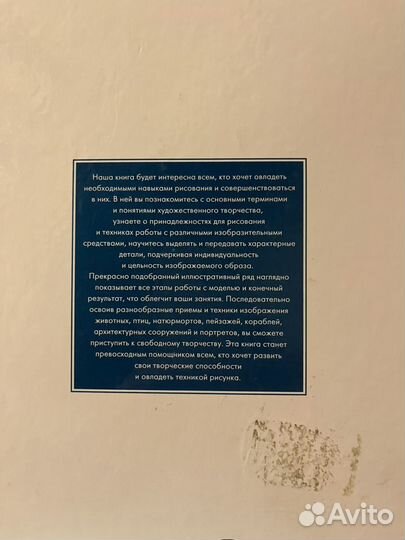 Наша книга будет интересна всем, кто хочет овладеть
необходимыми навыками рисования и совершенствоваться
в них. В ней вы познакомитесь с основными терминами
и понятиями художественного творчества,
узнаете о принадлежностях для рисования
и техниках работы с различными изобразительными
средствами, научитесь выделять и передавать характерные
детали, подчеркивая индивидуальность
и цельность изображаемого образа.
Прекрасно подобранный иллюстративный ряд наглядно
показывает все этапы работы с моделью и конечный
результат, что облегчит ваши занятия. Последовательно
освоив разнообразные приемы и техники изображения
животных, птиц, натюрмортов, пейзажей, кораблей,
архитектурных сооружений и портретов, вы сможете
приступить к свободному творчеству. Эта книга станет
превосходным помощником всем, кто хочет развить
свои творческие способности
и овладеть техникой рисунка.
Avito